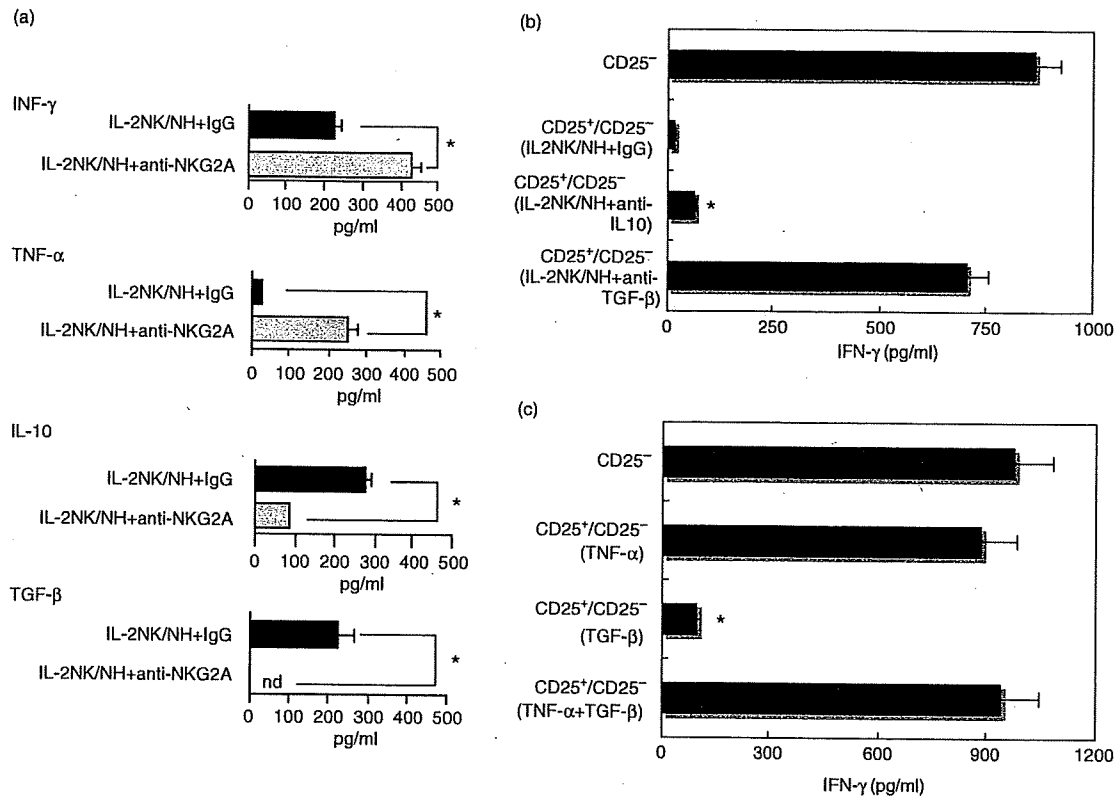 (a)
INF-γ
IL-2NK/NH+IgG
IL-2NK/NH+anti-NKG2A
*
0 100 200 300 400 500
pg/ml
TNF-α
IL-2NK/NH+IgG
IL-2NK/NH+anti-NKG2A
*
0 100 200 300 400 500
pg/ml
IL-10
IL-2NK/NH+IgG
IL-2NK/NH+anti-NKG2A
*
0 100 200 300 400 500
pg/ml
TGF-β
IL-2NK/NH+IgG
IL-2NK/NH+anti-NKG2A
nd
*
0 100 200 300 400 500
pg/ml
(b)
CD25⁻
CD25⁺/CD25⁻
(IL2NK/NH+IgG)
CD25⁺/CD25⁻
(IL-2NK/NH+anti-
IL10)
*
CD25⁺/CD25⁻
(IL-2NK/NH+anti-
TGF-β)
0 250 500 750 1000
IFN-γ (pg/ml)
(c)
CD25⁻
CD25⁺/CD25⁻
(TNF-α)
CD25⁺/CD25⁻
(TGF-β)
*
CD25⁺/CD25⁻
(TNF-α+TGF-β)
0 300 600 900 1200
IFN-γ (pg/ml)